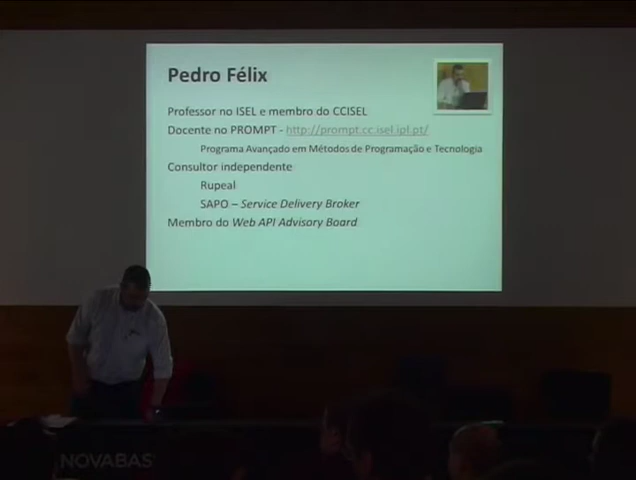 Pedro Félix
Professor no ISEL e membro do CCISEL
Docente no PROMPT - http://prompt.cc.isel.ipl.pt/
Programa Avançado em Métodos de Programação e Tecnologia
Consultor independente
Rupeal
SAPO – Service Delivery Broker
Membro do Web API Advisory Board
NOVABAS